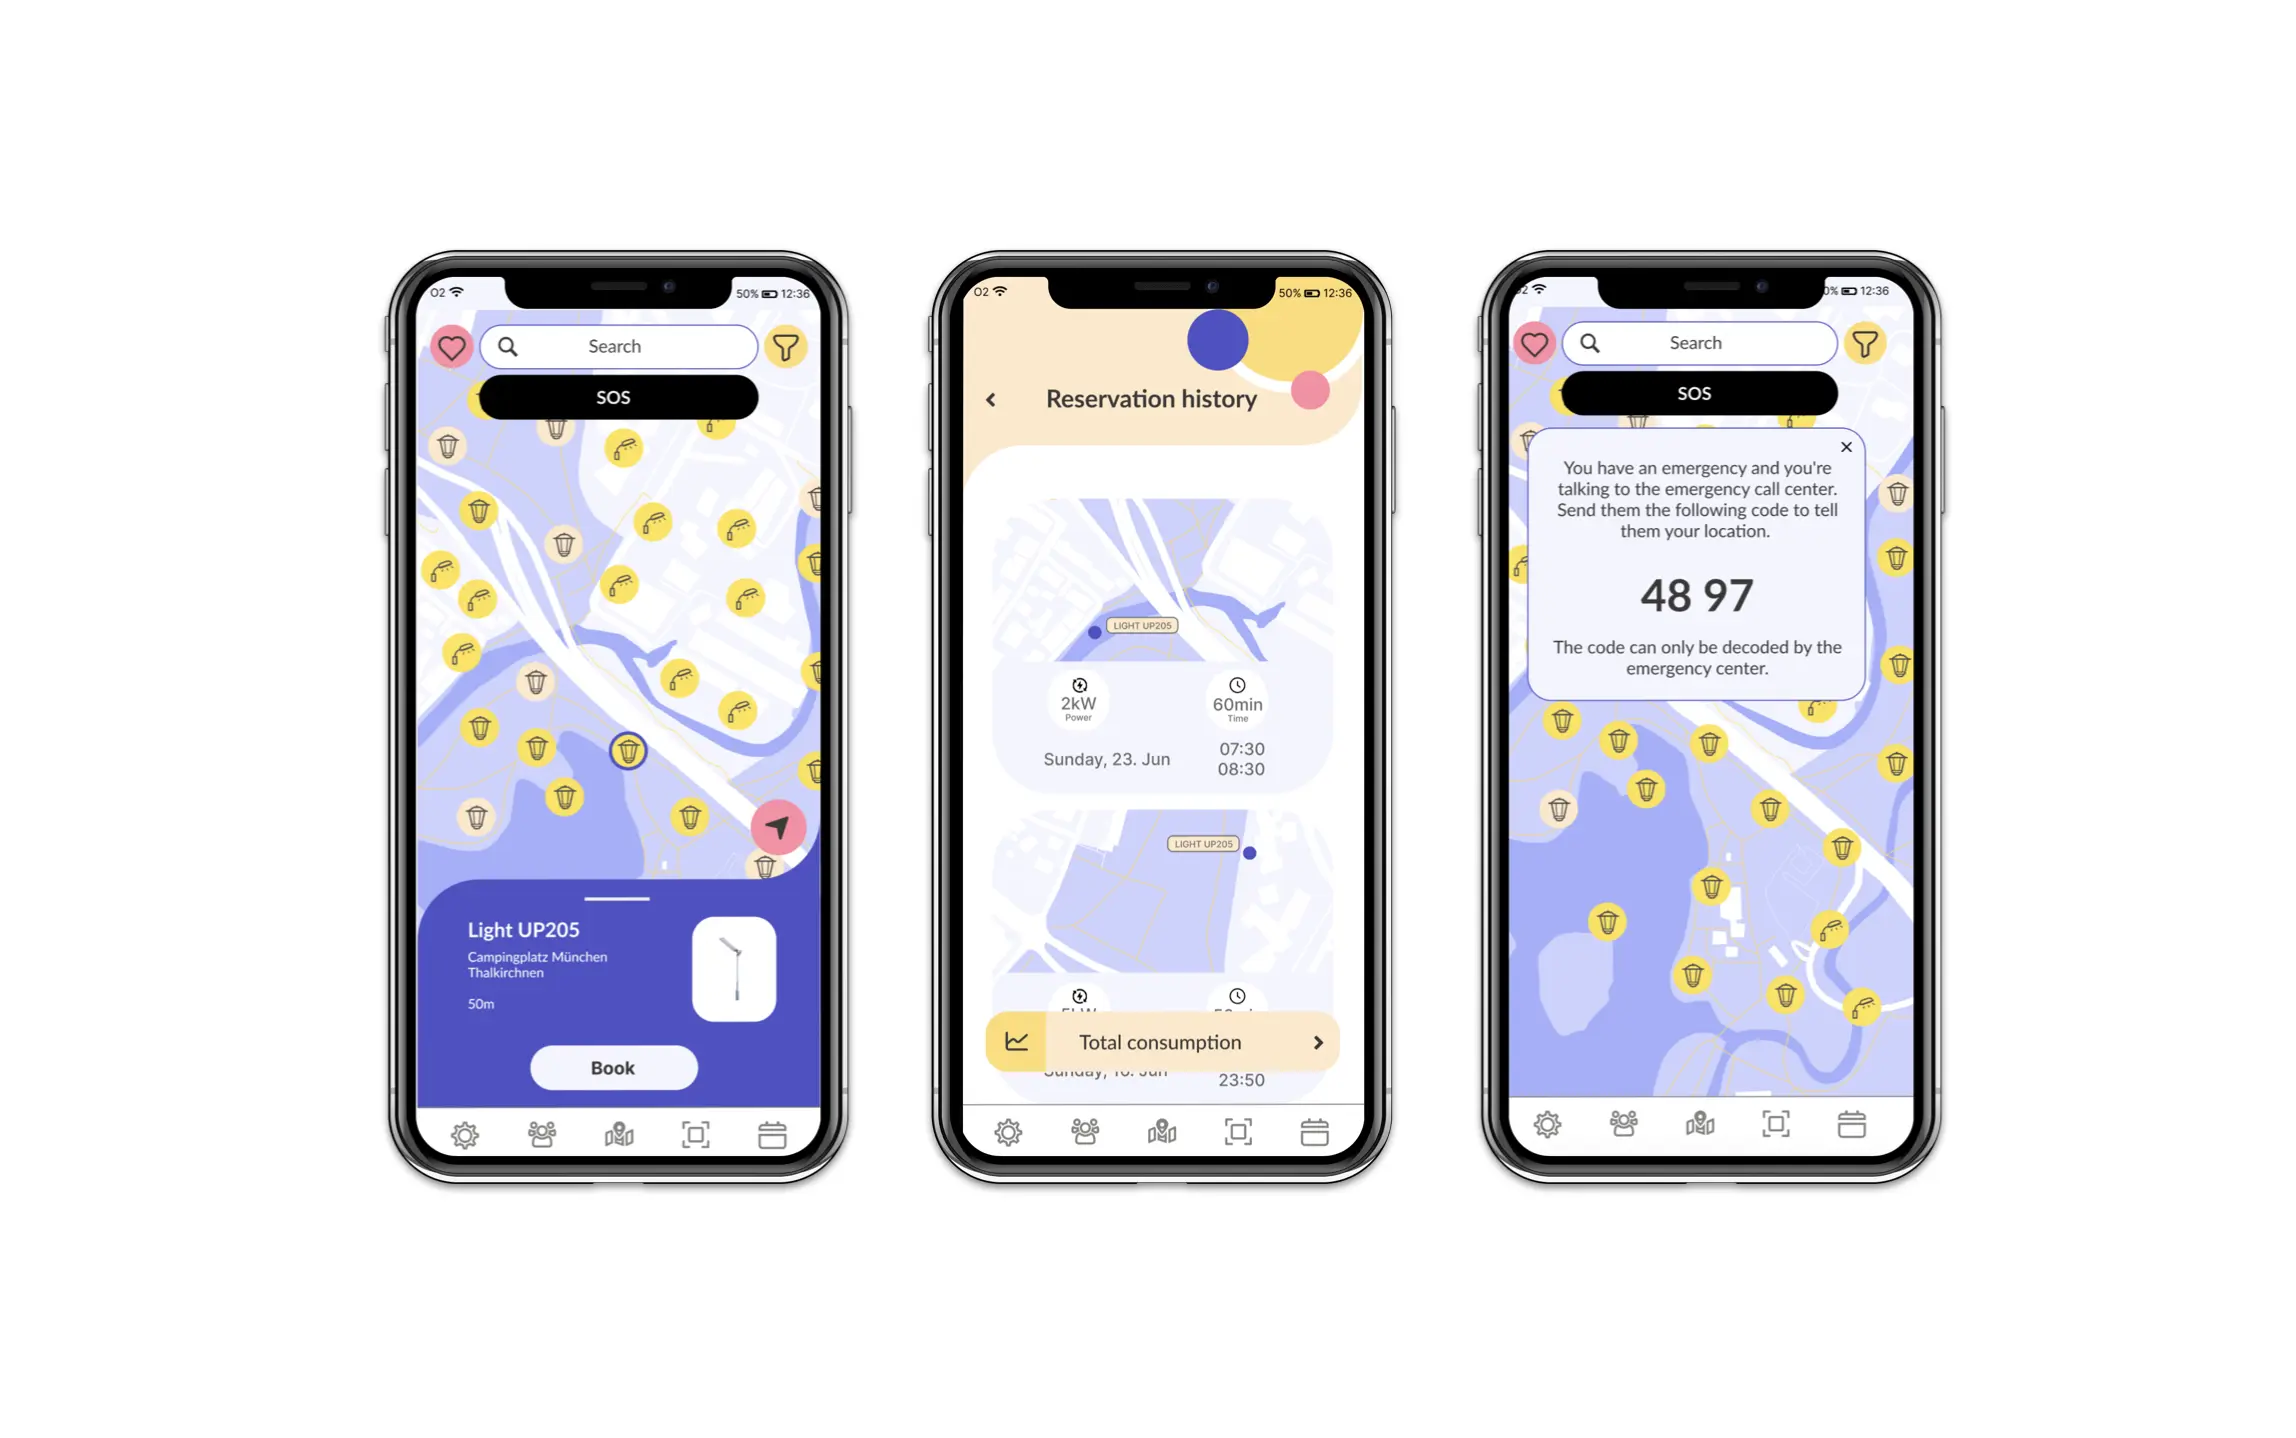 O2
50% 12:36
Search
SOS
Light UP205
Campingplatz München
Thalkirchnen
50m
Book
O2
50% 12:36
Reservation history
LIGHT UP205
2kW
Power
60min
Time
Sunday, 23. Jun
07:30
08:30
LIGHT UP205
Total consumption
23:50
12:36
Search
SOS
You have an emergency and you're
talking to the emergency call center.
Send them the following code to tell
them your location.
48 97
The code can only be decoded by the
emergency center.